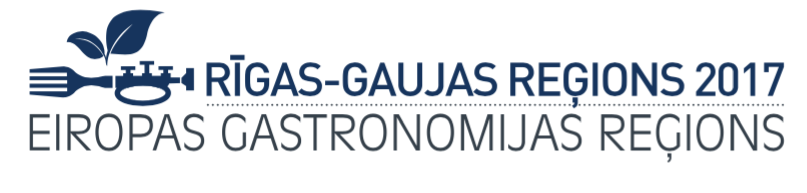 RĪGAS-GAUJAS REĢIONS 2017
EIROPAS GASTRONOMIJAS REĢIONS